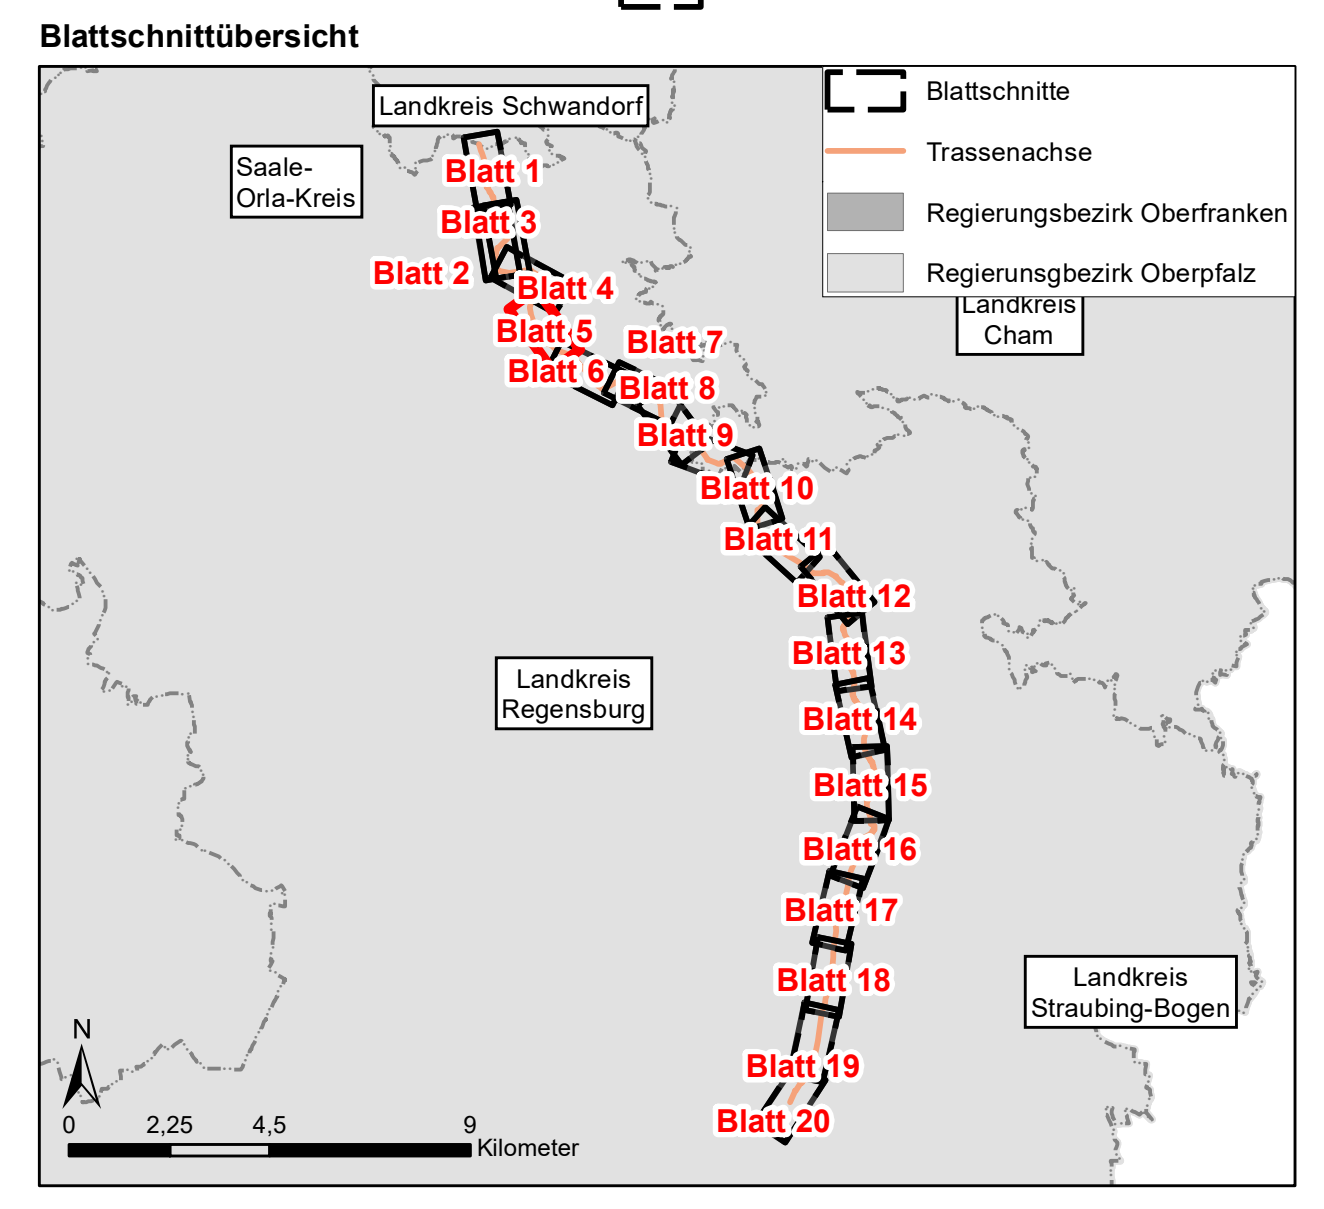 Blattschnittübersicht
Landkreis Schwandorf
Saale-
Orla-Kreis
Blattschnitte
Trassenachse
Regierungsbezirk Oberfranken
Regierunsgbezirk Oberpfalz
Landkreis
Cham
Blatt 1
Blatt 3
Blatt 2
Blatt 4
Blatt 5
Blatt 7
Blatt 6
Blatt 8
Blatt 9
Blatt 10
Blatt 11
Blatt 12
Blatt 13
Landkreis
Regensburg
Blatt 14
Blatt 15
Blatt 16
Blatt 17
Blatt 18
Landkreis
Straubing-Bogen
Blatt 19
Blatt 20
N
0 2,25 4,5 9
Kilometer